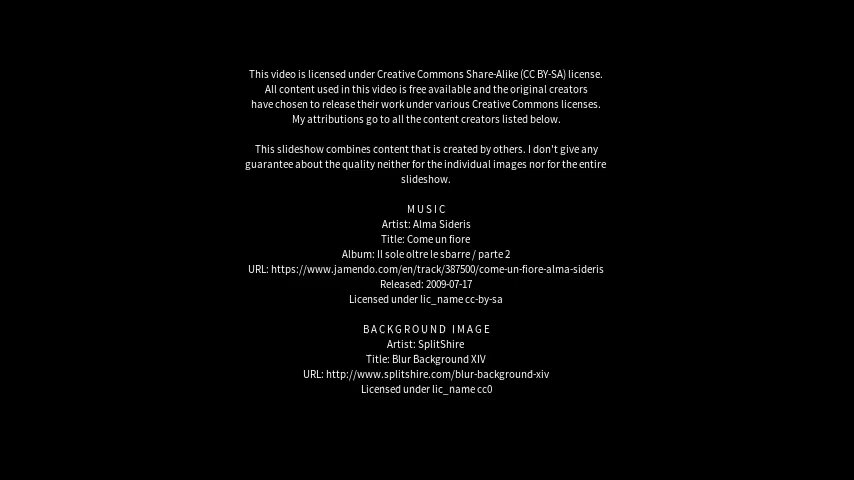 This video is licensed under Creative Commons Share-Alike (CC BY-SA) license.
All content used in this video is free available and the original creators
have chosen to release their work under various Creative Commons licenses.
My attributions go to all the content creators listed below.
This slideshow combines content that is created by others. I don't give any
guarantee about the quality neither for the individual images nor for the entire
slideshow.
MUSIC
Artist: Alma Sideris
Title: Come un fiore
Album: Il sole oltre le sbarre / parte 2
URL: https://www.jamendo.com/en/track/387500/come-un-fiore-alma-sideris
Released: 2009-07-17
Licensed under lic_name cc-by-sa
BACKGROUND IMAGE
Artist: SplitShire
Title: Blur Background XIV
URL: http://www.splitshire.com/blur-background-xiv
Licensed under lic_name cc0